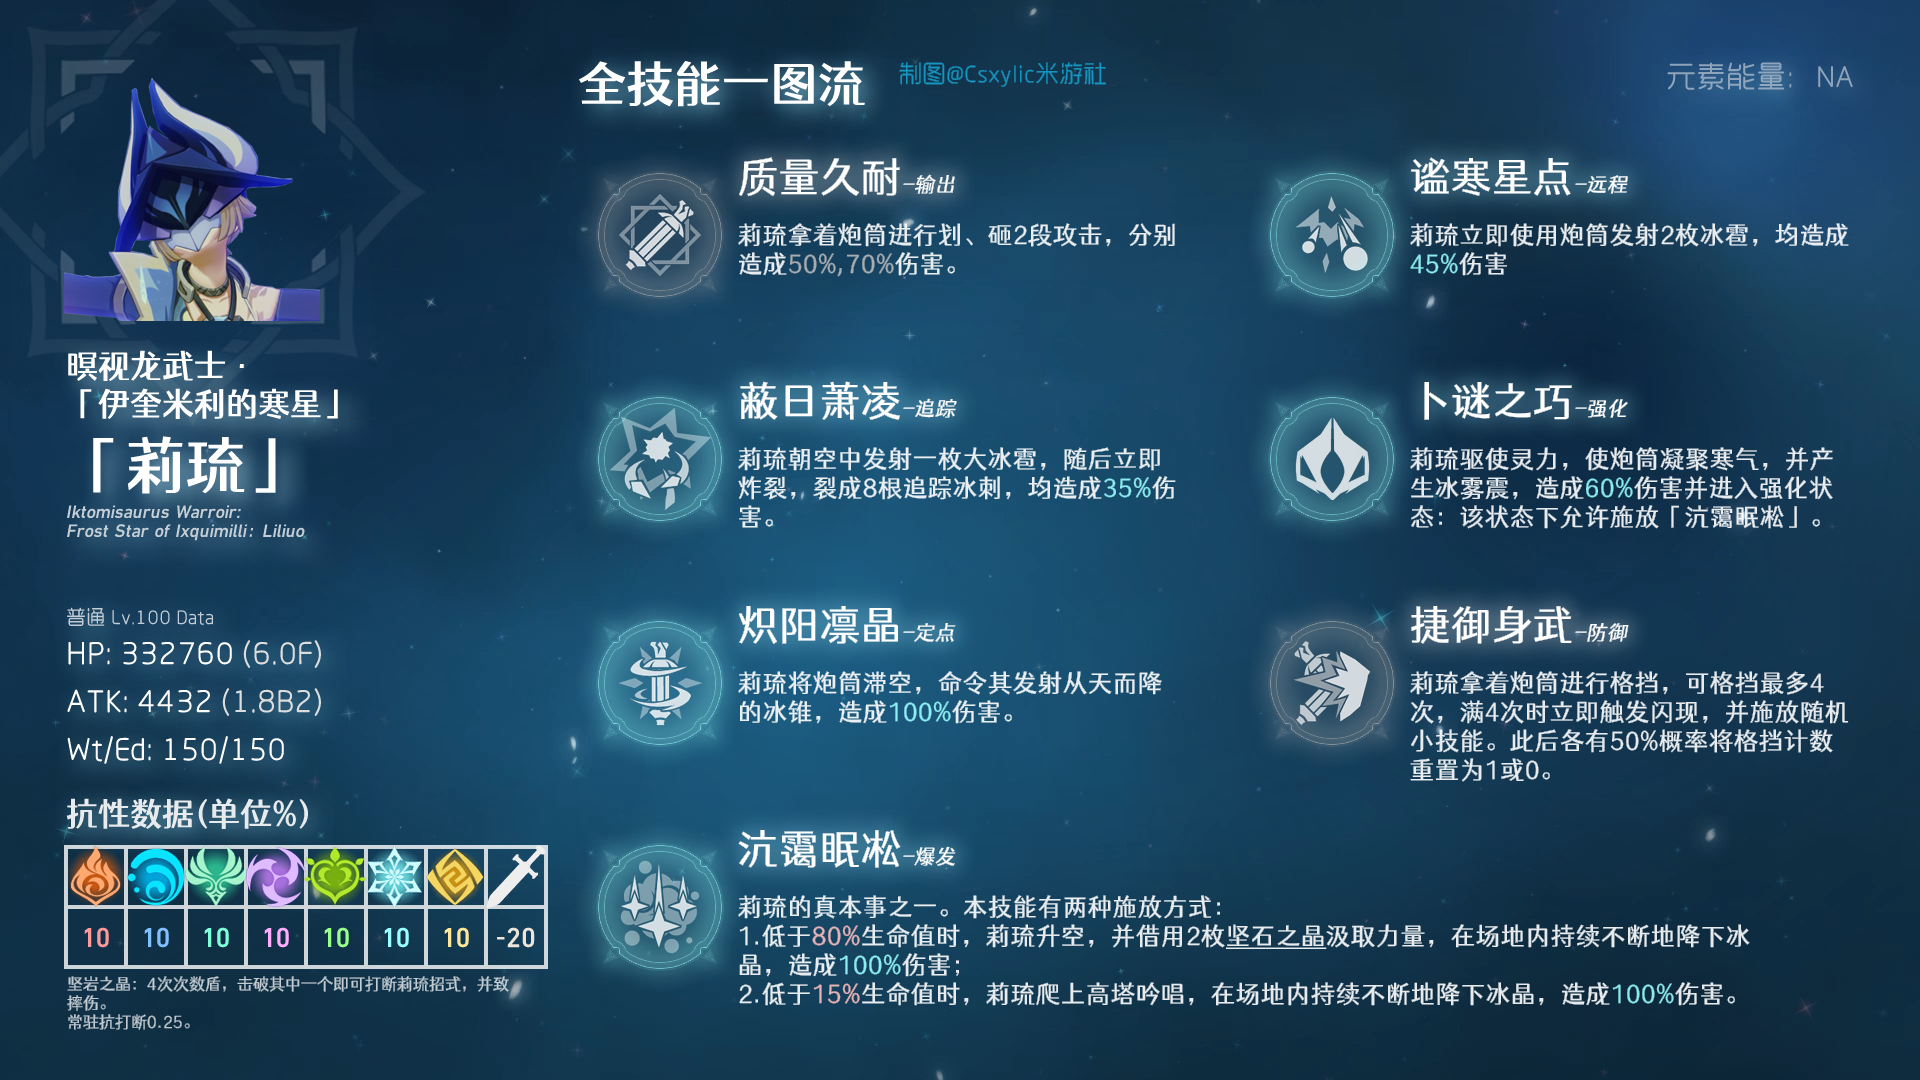 全技能一图流
制图@Csxylic米游社
元素能量： NA
暝视龙武士·
「伊奎米利的寒星」
「莉琉」
Iktomisaurus Warroir:
Frost Star of Ixquimilli：Liliuo
普通 Lv.100 Data
HP: 332760 (6.0F)
ATK: 4432 (1.8B2)
Wt/Ed: 150/150
抗性数据(单位%)
10 10 10 10 10 10 10 -20
坚岩之晶：4次次数盾，击破其中一个即可打断莉琉招式，并致
摔伤。
常驻抗打断0.25。
质量久耐-输出
莉琉拿着炮筒进行划、砸2段攻击，分别
造成50%,70%伤害。
谧寒星点-远程
莉琉立即使用炮筒发射2枚冰雹，均造成
45%伤害
蔽日萧凌-追踪
莉琉朝空中发射一枚大冰雹，随后立即
炸裂，裂成8根追踪冰刺，均造成35%伤
害。
卜谜之巧-强化
莉琉驱使灵力，使炮筒凝聚寒气，并产
生冰雾震，造成60%伤害并进入强化状
态：该状态下允许施放「沆霭眠凇」。
炽阳凛晶-定点
莉琉将炮筒滞空，命令其发射从天而降
的冰锥，造成100%伤害。
捷御身武-防御
莉琉拿着炮筒进行格挡，可格挡最多4
次，满4次时立即触发闪现，并施放随机
小技能。此后各有50%概率将格挡计数
重置为1或0。
沆霭眠凇-爆发
莉琉的真本事之一。本技能有两种施放方式：
1.低于80%生命值时，莉琉升空，并借用2枚坚石之晶汲取力量，在场地内持续不断地降下冰
晶，造成100%伤害；
2.低于15%生命值时，莉琉爬上高塔吟唱，在场地内持续不断地降下冰晶，造成100%伤害。